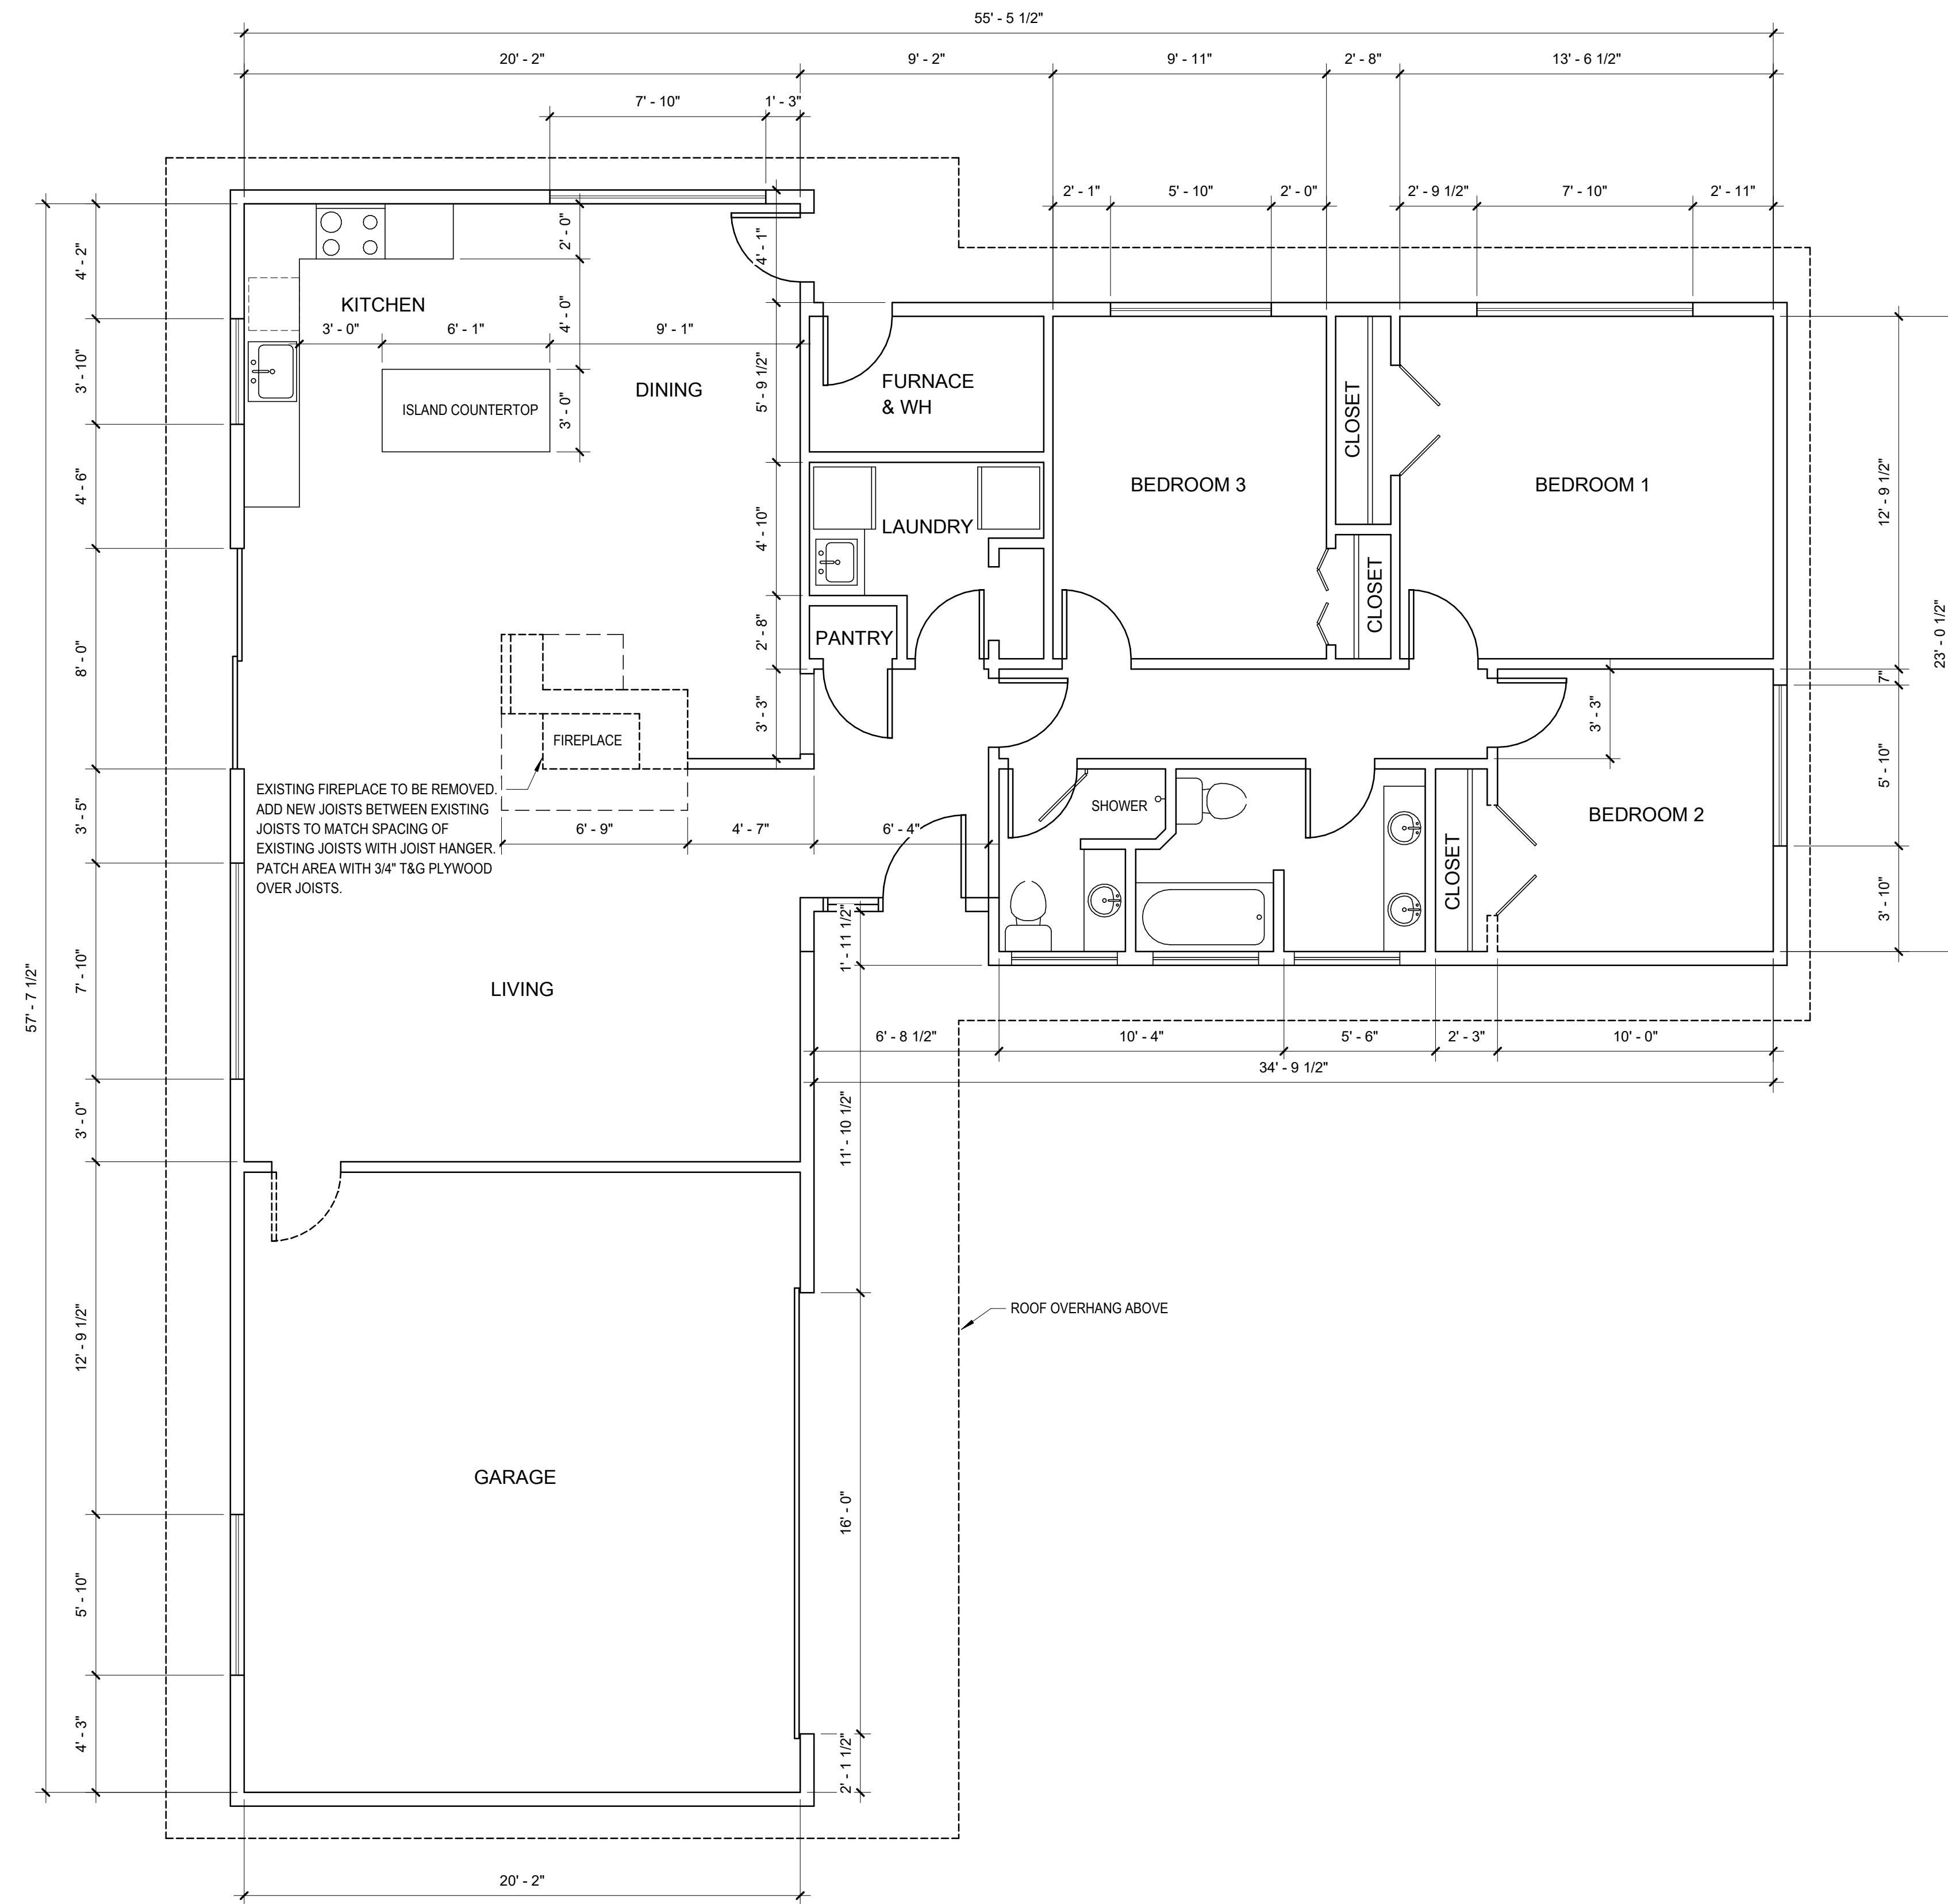 55' - 5 1/2"
20' - 2"
9' - 2"
9' - 11"
2' - 8"
13' - 6 1/2"
7' - 10"
1' - 3"
2' - 1"
5' - 10"
2' - 0"
2' - 9 1/2"
7' - 10"
2' - 11"
4' - 2"
2' - 0"
4' - 1"
KITCHEN
4' - 0"
3' - 0"
6' - 1"
9' - 1"
3' - 10"
DINING
ISLAND COUNTERTOP
3' - 0"
5' - 9 1/2"
FURNACE
& WH
CLOSET
4' - 6"
BEDROOM 3
BEDROOM 1
12' - 9 1/2"
LAUNDRY
4' - 10"
CLOSET
PANTRY
2' - 8"
8' - 0"
23' - 0 1/2"
7"
3' - 3"
3' - 3"
FIREPLACE
5' - 10"
EXISTING FIREPLACE TO BE REMOVED.
ADD NEW JOISTS BETWEEN EXISTING
JOISTS TO MATCH SPACING OF
EXISTING JOISTS WITH JOIST HANGER.
PATCH AREA WITH 3/4" T&G PLYWOOD
OVER JOISTS.
SHOWER
BEDROOM 2
3' - 5"
6' - 9"
4' - 7"
6' - 4"
CLOSET
3' - 10"
1' - 11 1/2"
7' - 10"
57' - 7 1/2"
LIVING
6' - 8 1/2"
10' - 4"
5' - 6"
2' - 3"
10' - 0"
34' - 9 1/2"
3' - 0"
11' - 10 1/2"
ROOF OVERHANG ABOVE
12' - 9 1/2"
GARAGE
16' - 0"
5' - 10"
4' - 3"
2' - 1 1/2"
20' - 2"